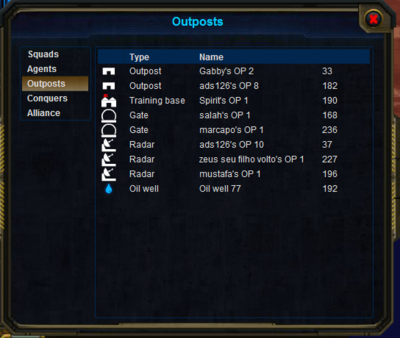 Outposts
Squads
Agents
Outposts
Conquers
Alliance
Type Name
Outpost Gabby's OP 2 33
Outpost ads126's OP 8 182
Training base Spirit's OP 1 190
Gate salah's OP 1 168
Gate marcapo's OP 1 236
Radar ads126's OP 10 37
Radar zeus seu filho volto's OP 1 227
Radar mustafa's OP 1 196
Oil well Oil well 77 192